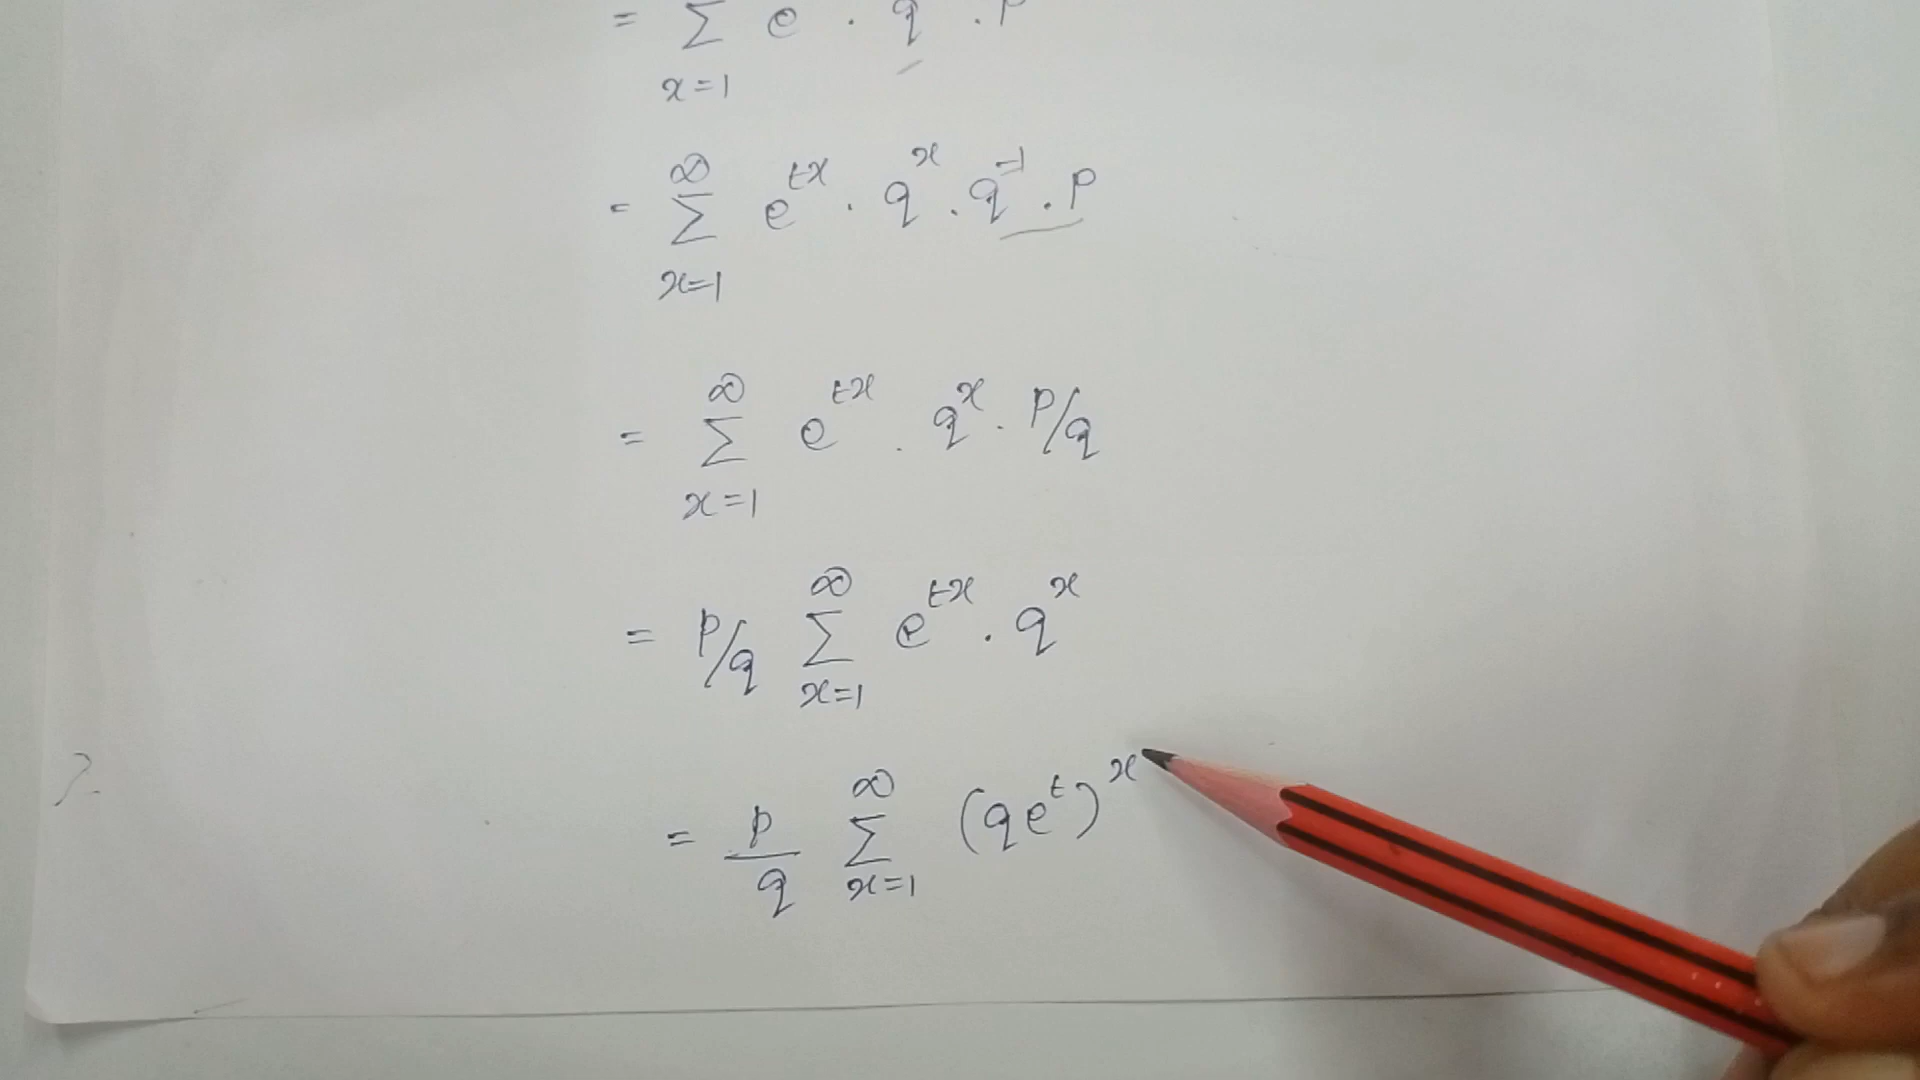 = Σ e . q . p
x=1
= ∞ Σ x=1 e^{tx} . q^x . q^{-1} . p
= ∞ Σ x=1 e^{tx} . q^x . p/q
= p/q ∞ Σ x=1 e^{tx} . q^x
= p/q ∞ Σ x=1 (qe^t)^x